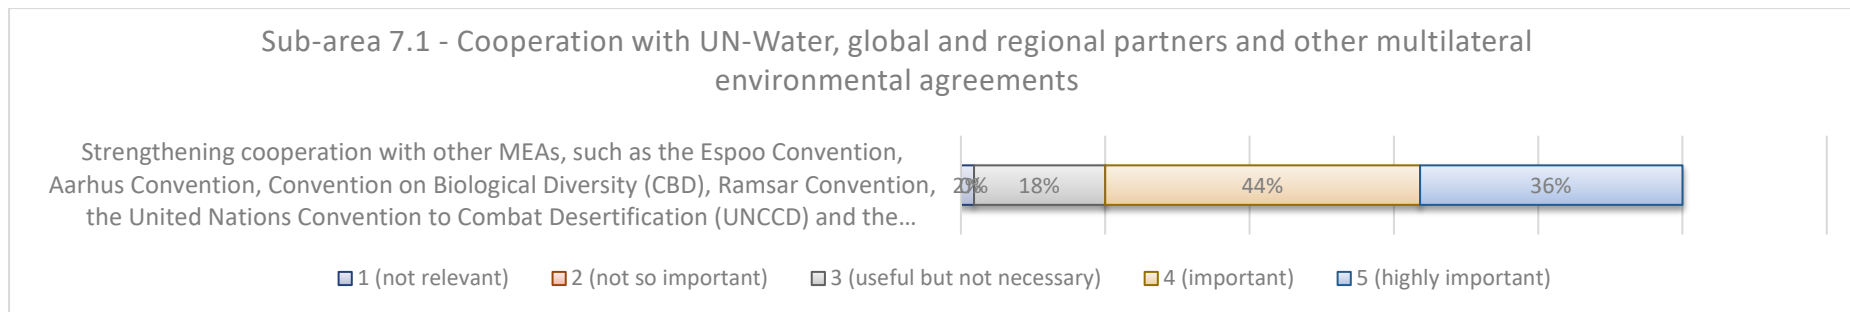 Sub-area 7.1 - Cooperation with UN-Water, global and regional partners and other multilateral
environmental agreements
Strengthening cooperation with other MEAs, such as the Espoo Convention,
Aarhus Convention, Convention on Biological Diversity (CBD), Ramsar Convention,
the United Nations Convention to Combat Desertification (UNCCD) and the…
2% 0% 18% 44% 36%
1 (not relevant) 2 (not so important) 3 (useful but not necessary) 4 (important) 5 (highly important)